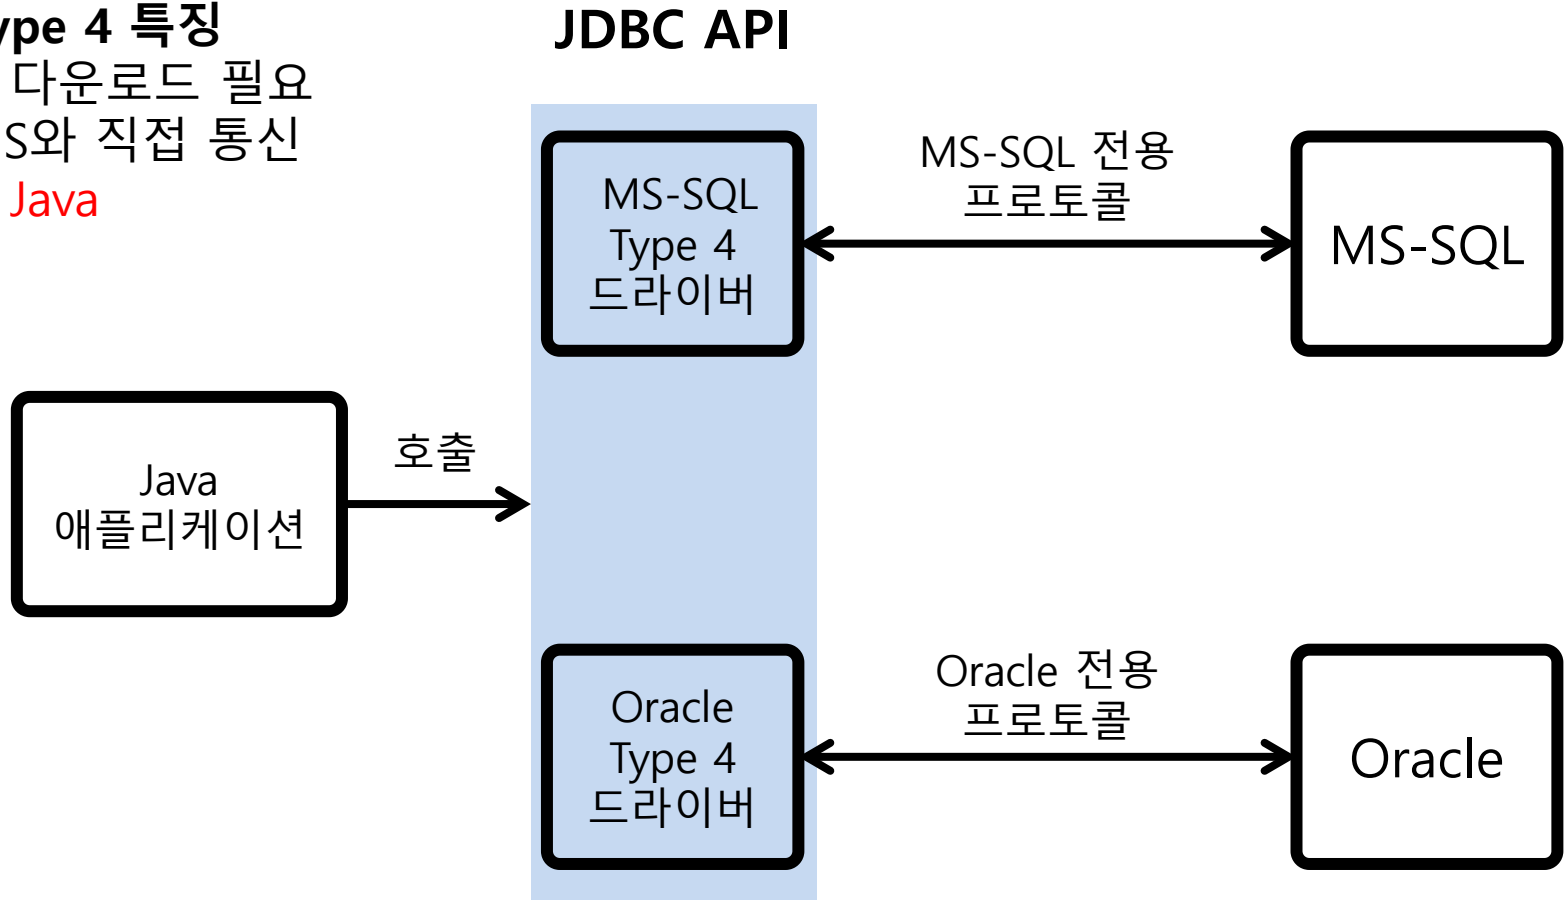 ype 4 특징
다운로드 필요
S와 직접 통신
Java
JDBC API
MS-SQL
Type 4
드라이버
MS-SQL 전용
프로토콜
MS-SQL
Java
애플리케이션
호출
Oracle
Type 4
드라이버
Oracle 전용
프로토콜
Oracle